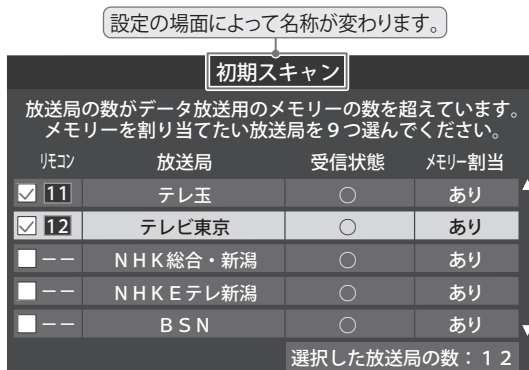 設定の場面によって名称が変わります。
初期スキャン
放送局の数がデータ放送用のメモリーの数を超えています。
メモリーを割り当てたい放送局を9つ選んでください。
リモコン 放送局 受信状態 メモリー割当
11 テレ玉 ○ あり
12 テレビ東京 ○ あり
-- NHK総合・新潟 ○ あり
-- NHKEテレ新潟 ○ あり
-- BSN ○ あり
選択した放送局の数:12